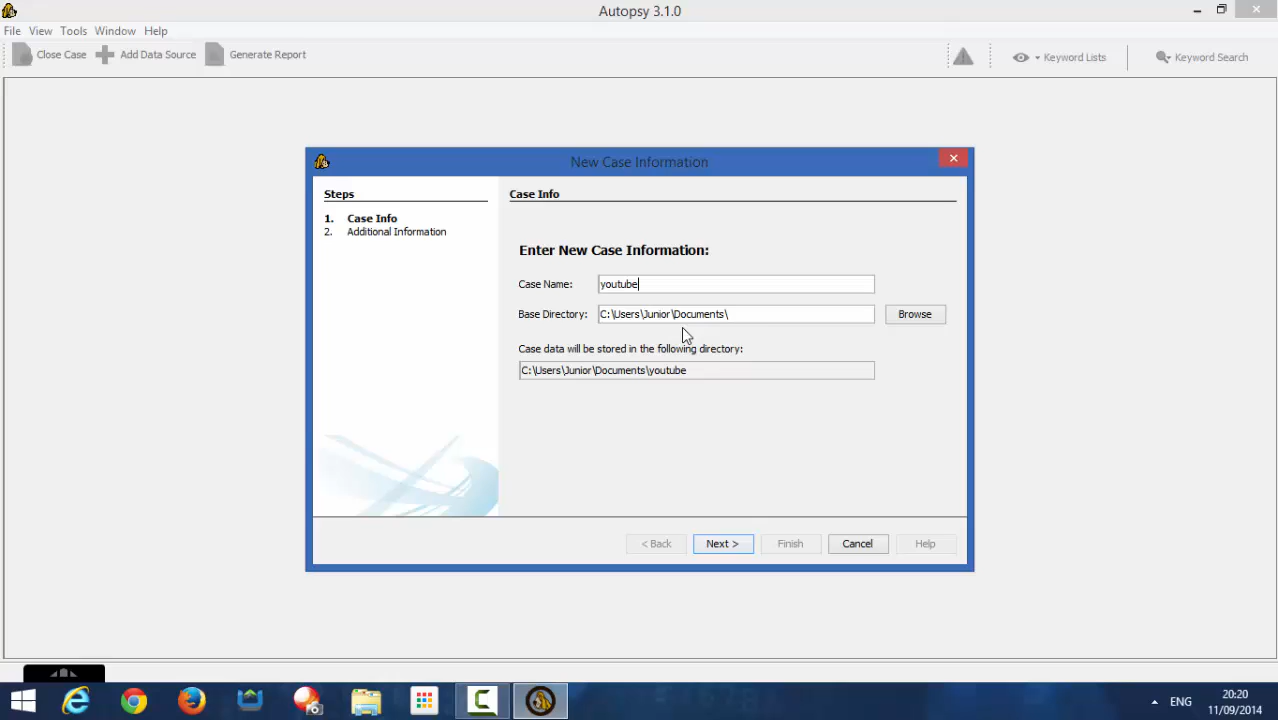 Autopsy 3.1.0
File View Tools Window Help
Close Case Add Data Source Generate Report Keyword Lists Keyword Search
New Case Information
Steps
1. Case Info
2. Additional Information
Case Info
Enter New Case Information:
Case Name: youtube
Base Directory: C:\Users\Junior\Documents\ Browse
Case data will be stored in the following directory:
C:\Users\Junior\Documents\youtube
< Back Next > Finish Cancel Help
ENG
20:20
11/09/2014